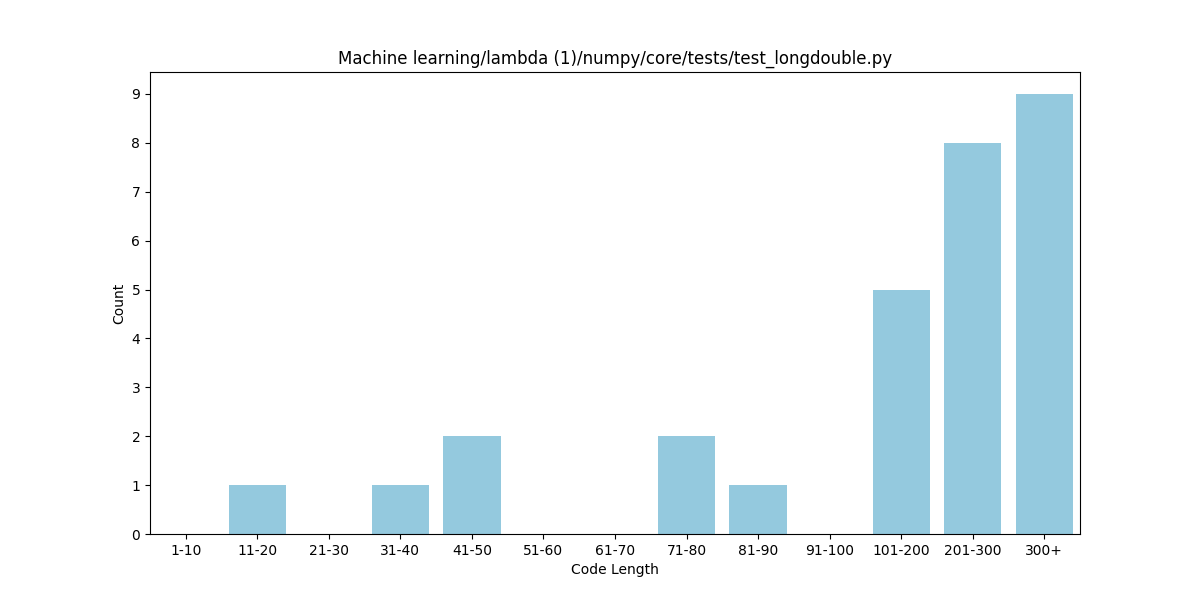 Machine learning/lambda (1)/numpy/core/tests/test_longdouble.py
9
8
7
6
5
4
3
2
1
0
Count
1-10 11-20 21-30 31-40 41-50 51-60 61-70 71-80 81-90 91-100 101-200 201-300 300+
Code Length